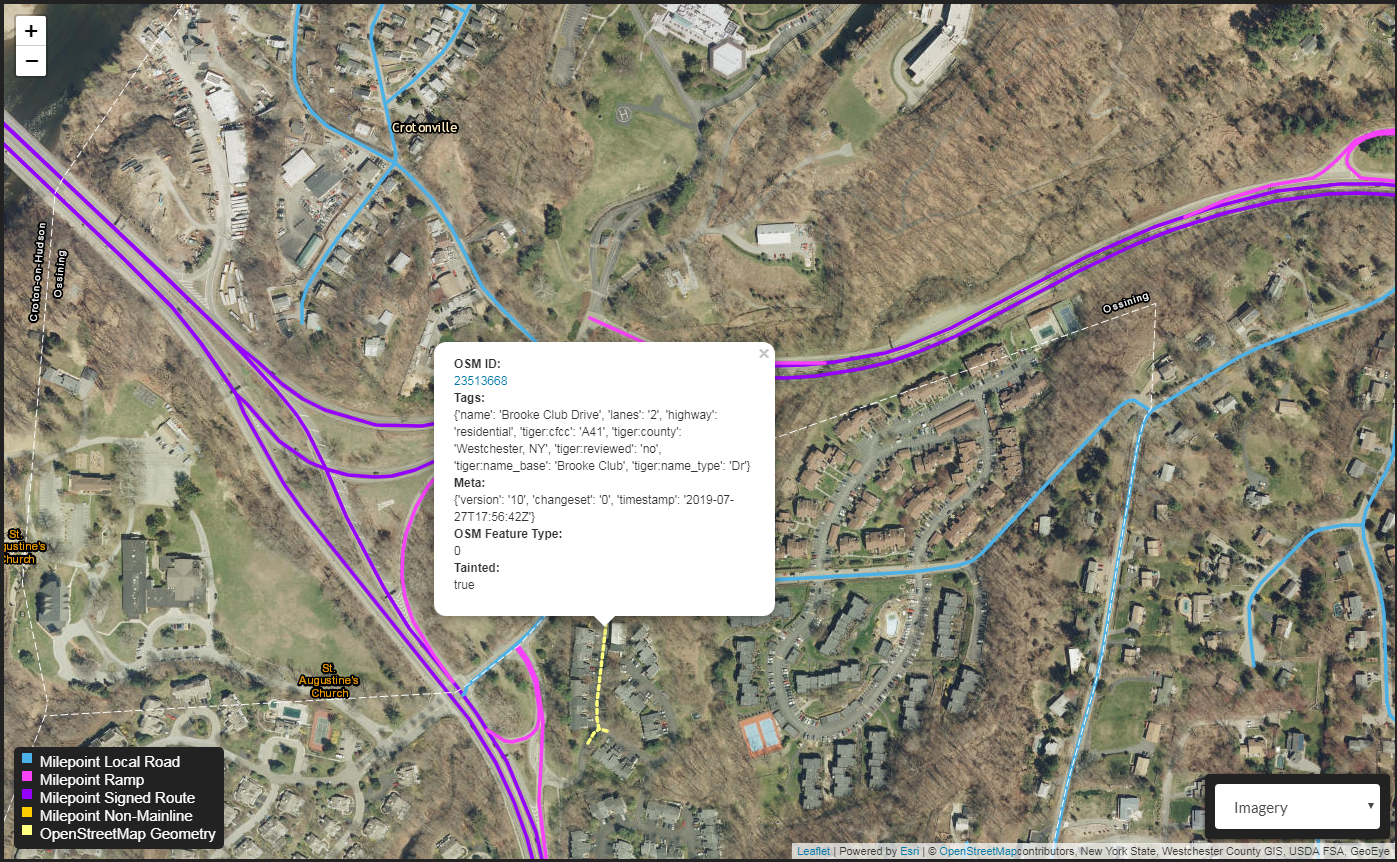 +
−
Crotonville
Croton-on-Hudson
Ossining
Ossining
×
OSM ID:
23513668
Tags:
{'name': 'Brooke Club Drive', 'lanes': '2', 'highway':
'residential', 'tiger:cfcc': 'A41', 'tiger:county':
'Westchester, NY', 'tiger:reviewed': 'no',
'tiger:name_base': 'Brooke Club', 'tiger:name_type': 'Dr'}
Meta:
{'version': '10', 'changeset': '0', 'timestamp': '2019-07-
27T17:56:42Z'}
OSM Feature Type:
0
Tainted:
true
St.
gustine's
Church
St.
Augustine's
Church
H
Milepoint Local Road
Milepoint Ramp
Milepoint Signed Route
Milepoint Non-Mainline
OpenStreetMap Geometry
Imagery
Leaflet | Powered by Esri | © OpenStreetMapcontributors, New York State, Westchester County GIS, USDA FSA, GeoEye